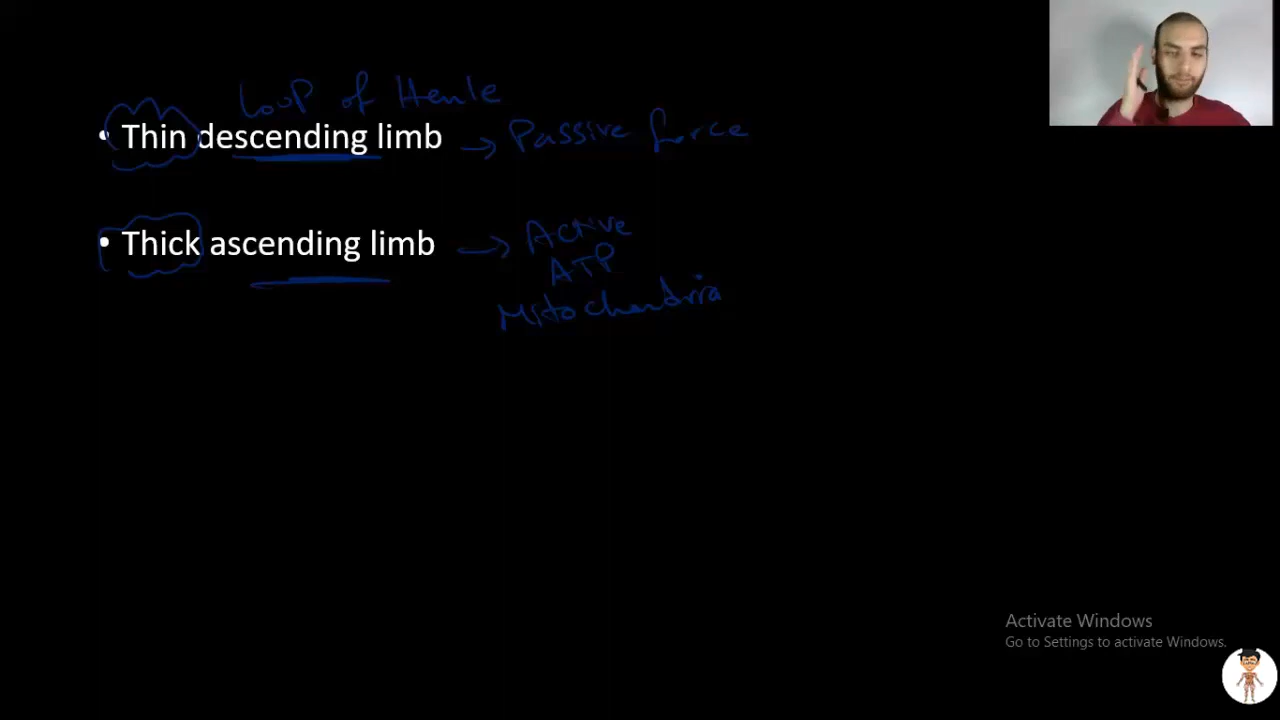 Loop of Henle
• Thin descending limb → Passive force
• Thick ascending limb → Active
ATP
Mitochondria
Activate Windows
Go to Settings to activate Windows.